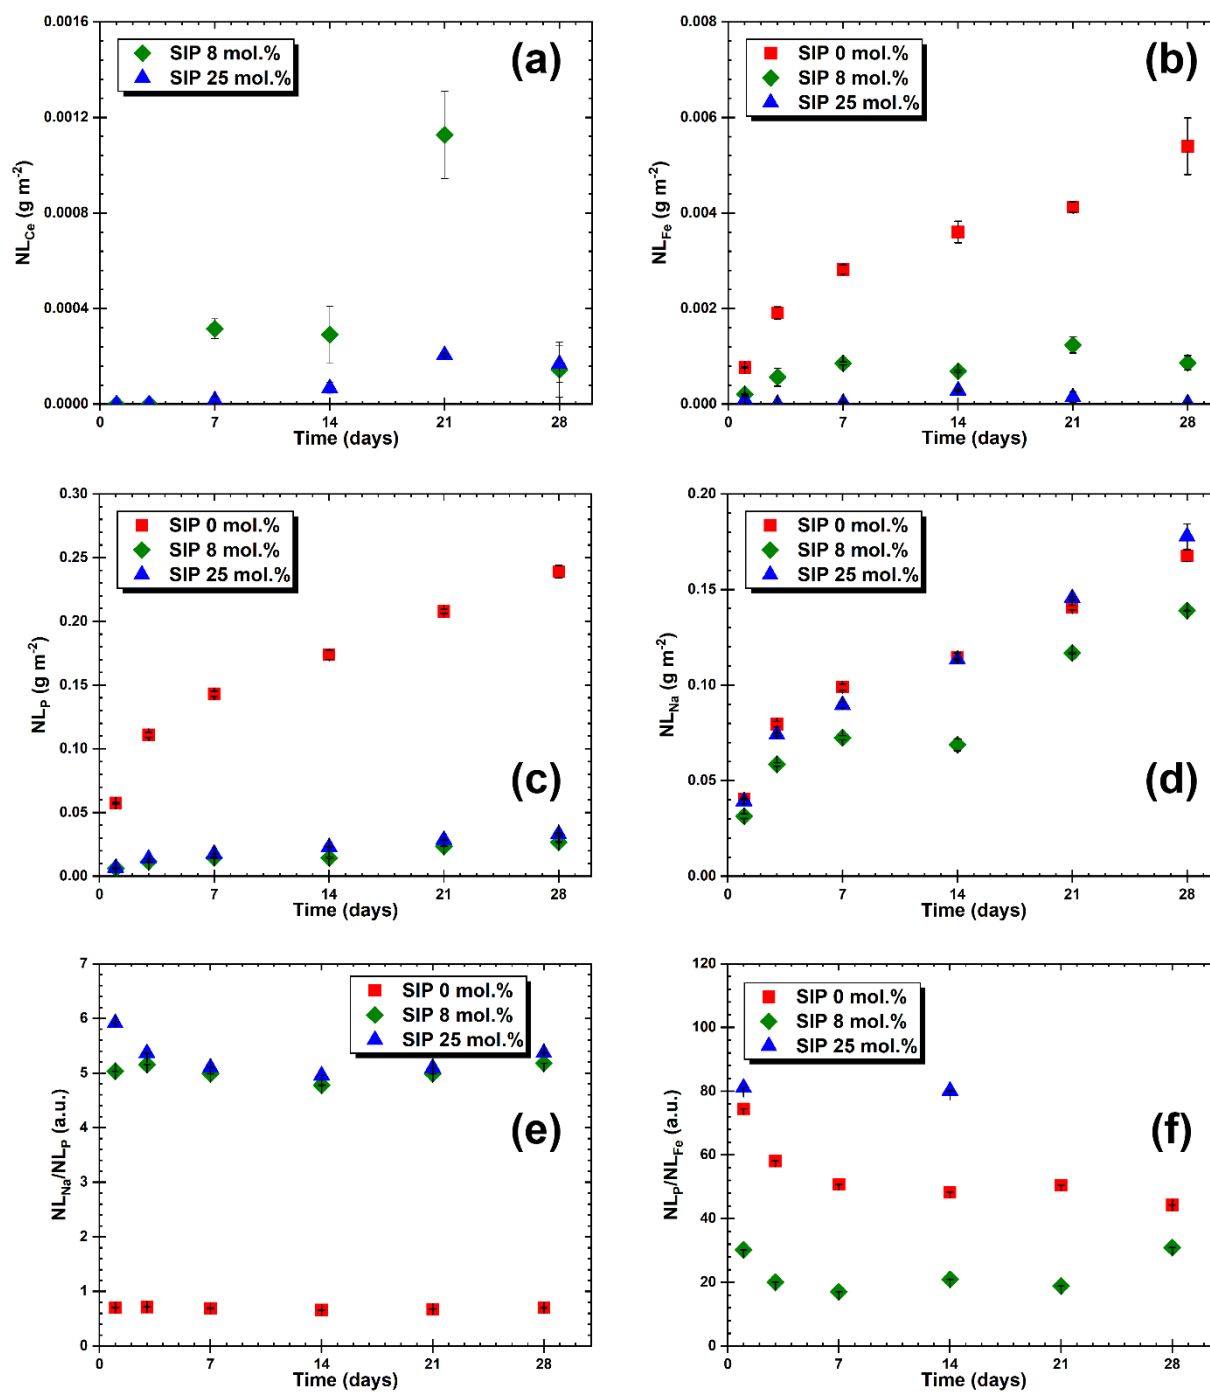 (a)
SIP 8 mol.%
SIP 25 mol.%
NL_Ce (g m^-2)
0.0016
0.0012
0.0008
0.0004
0.0000
0 7 14 21 28
Time (days)
(b)
SIP 0 mol.%
SIP 8 mol.%
SIP 25 mol.%
NL_Fe (g m^-2)
0.008
0.006
0.004
0.002
0.000
0 7 14 21 28
Time (days)
SIP 0 mol.%
SIP 8 mol.%
SIP 25 mol.%
(c)
NL_P (g m^-2)
0.30
0.25
0.20
0.15
0.10
0.05
0.00
0 7 14 21 28
Time (days)
SIP 0 mol.%
SIP 8 mol.%
SIP 25 mol.%
(d)
NL_Na (g m^-2)
0.20
0.15
0.10
0.05
0.00
0 7 14 21 28
Time (days)
SIP 0 mol.%
SIP 8 mol.%
SIP 25 mol.%
(e)
NL_Na/NL_P (a.u.)
7
6
5
4
3
2
1
0
0 7 14 21 28
Time (days)
SIP 0 mol.%
SIP 8 mol.%
SIP 25 mol.%
(f)
NL_P/NL_Fe (a.u.)
120
100
80
60
40
20
0
0 7 14 21 28
Time (days)